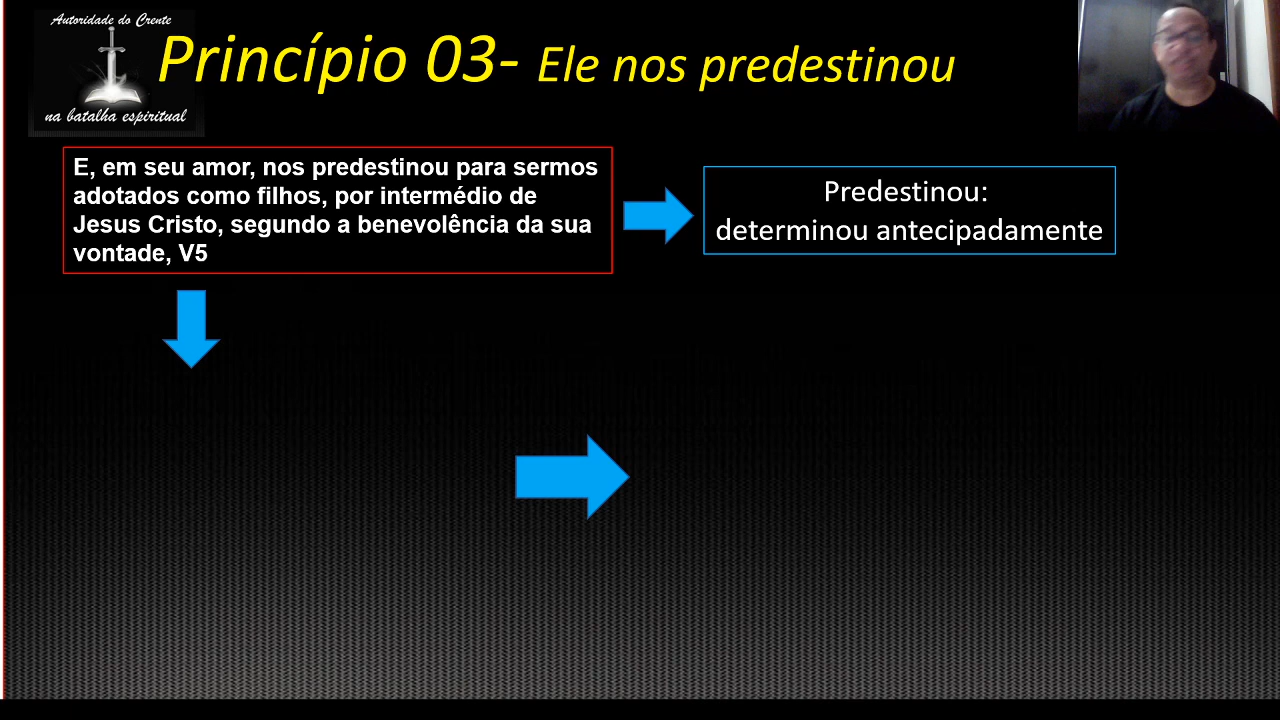 Autoridade do Crente
na batalha espiritual
Princípio 03- Ele nos predestinou
E, em seu amor, nos predestinou para sermos
adotados como filhos, por intermédio de
Jesus Cristo, segundo a benevolência da sua
vontade, V5
Predestinou:
determinou antecipadamente